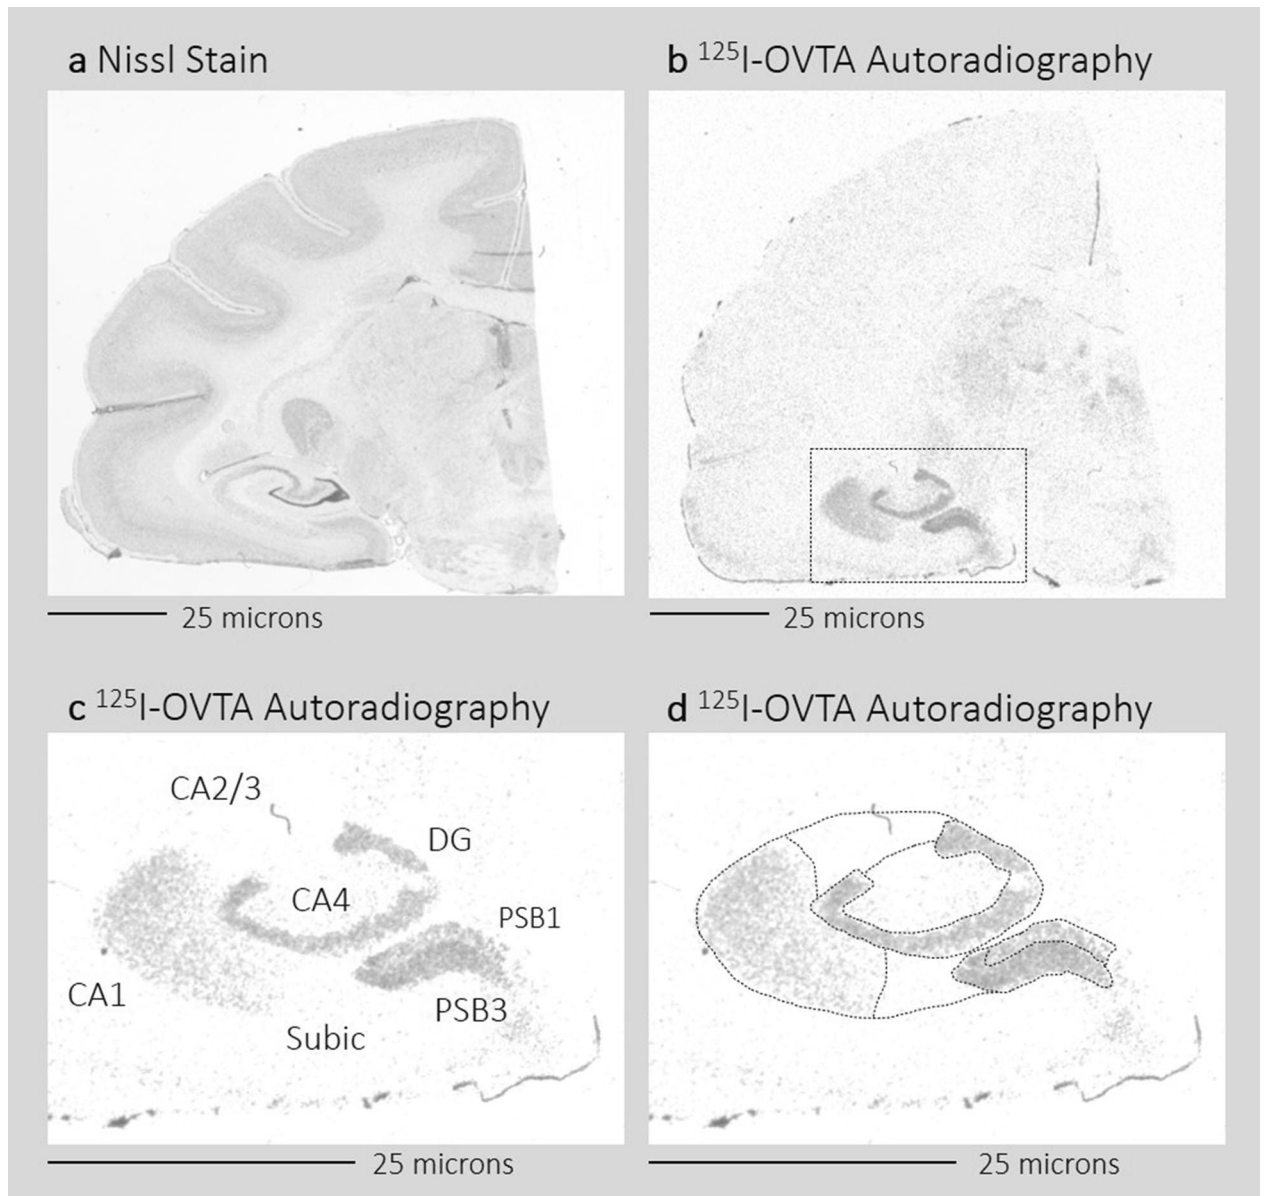 a Nissl Stain
b ¹²⁵I-OVTA Autoradiography
25 microns
25 microns
c ¹²⁵I-OVTA Autoradiography
d ¹²⁵I-OVTA Autoradiography
CA2/3
DG
CA4
PSB1
CA1
PSB3
Subic
25 microns
25 microns